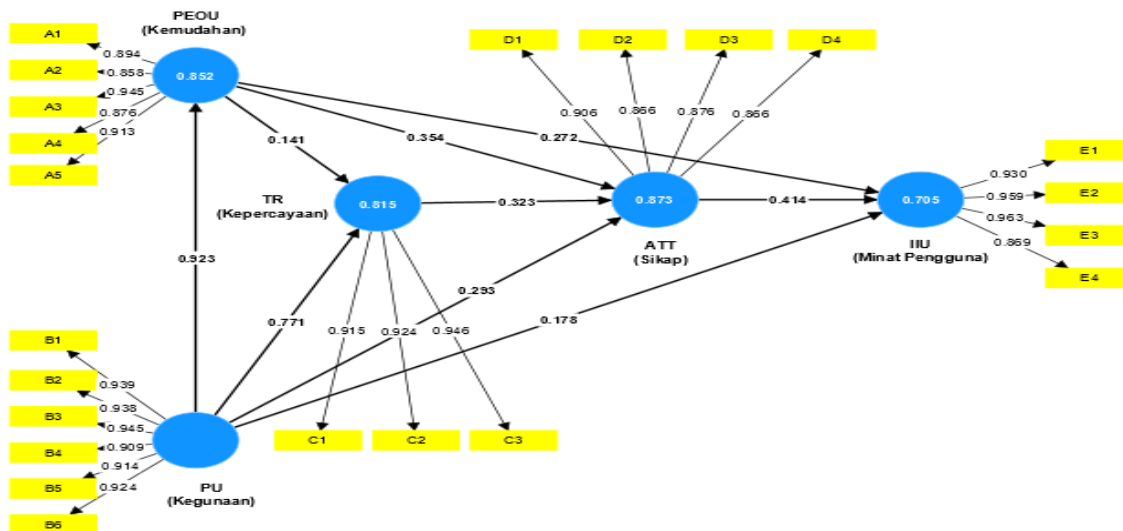 PEOU
(Kemudahan)
A1
A2
A3
A4
A5
0.894
0.858
0.945
0.876
0.913
0.852
D1
D2
D3
D4
0.906
0.866
0.876
0.866
0.141
0.354
0.272
TR
(Kepercayaan)
0.815
0.323
0.873
0.414
0.705
ATT
(Sikap)
IIU
(Minat Pengguna)
E1
E2
E3
E4
0.930
0.959
0.963
0.869
0.923
0.771
0.293
0.178
0.915
0.924
0.946
C1
C2
C3
B1
B2
B3
B4
B5
B6
0.939
0.938
0.945
0.909
0.914
0.924
PU
(Kegunaan)